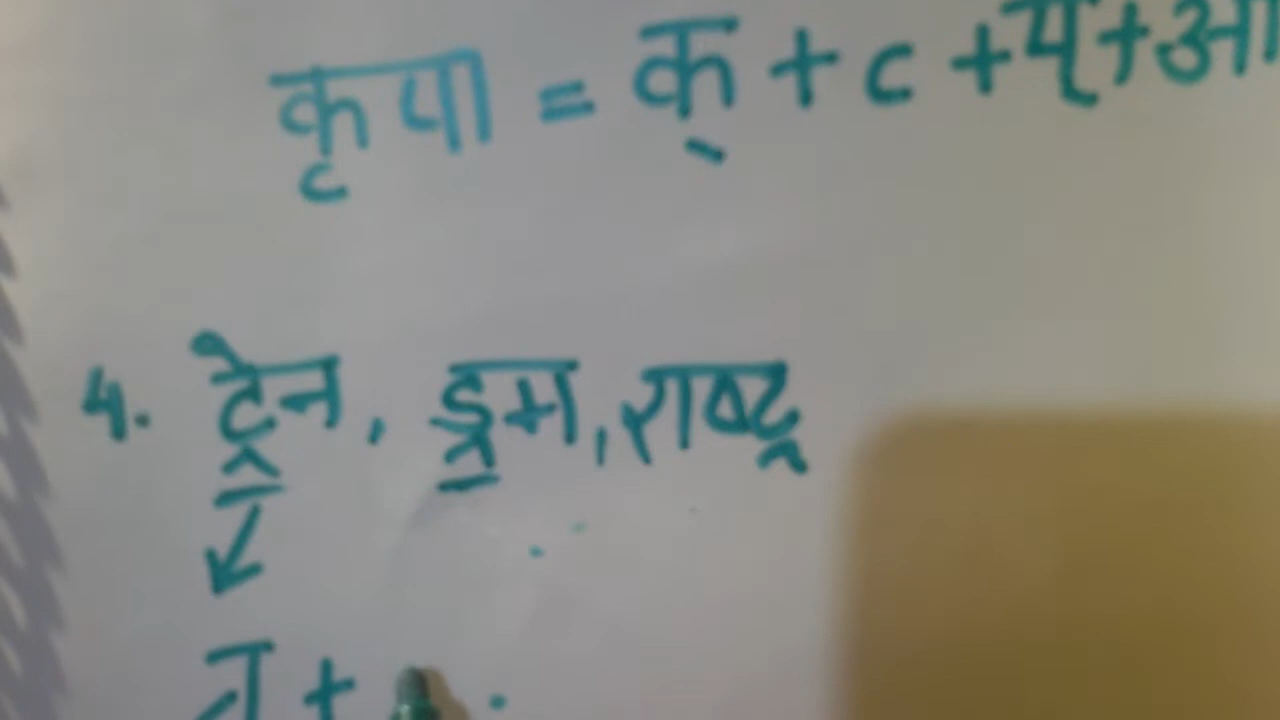 कृपा = क् + ृ + प् + आ
4. ट्रेन, ड्रम, राष्ट्र
त +